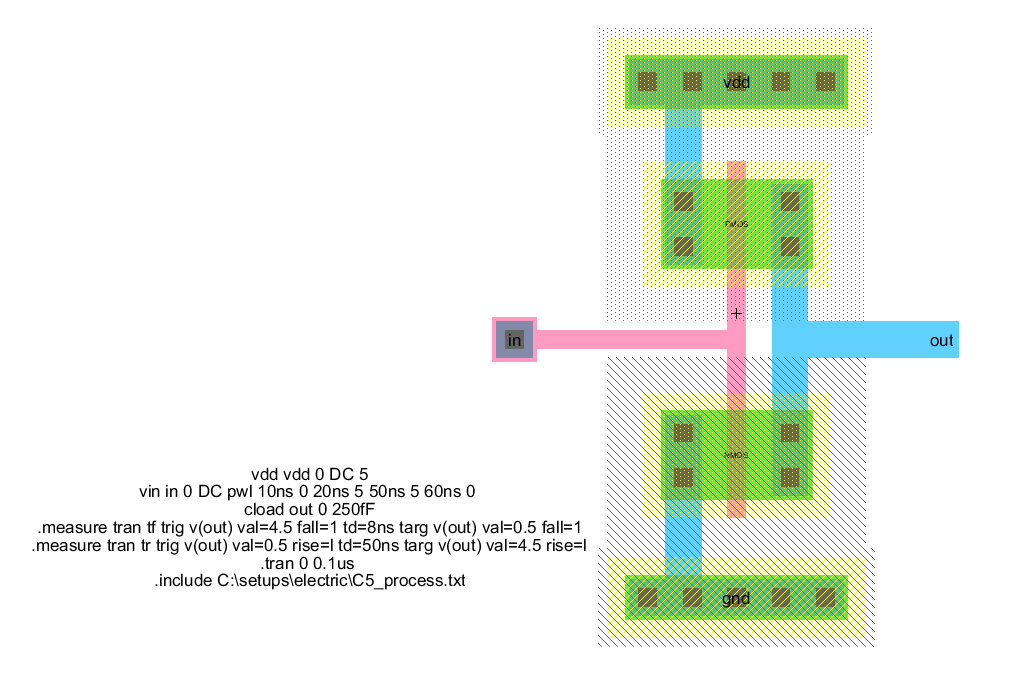 vdd
PMOS
in
out
NMOS
vdd vdd 0 DC 5
vin in 0 DC pwl 10ns 0 20ns 5 50ns 5 60ns 0
cload out 0 250fF
.measure tran tf trig v(out) val=4.5 fall=1 td=8ns targ v(out) val=0.5 fall=1
.measure tran tr trig v(out) val=0.5 rise=l td=50ns targ v(out) val=4.5 rise=l
.tran 0 0.1us
.include C:\setups\electric\C5_process.txt
gnd